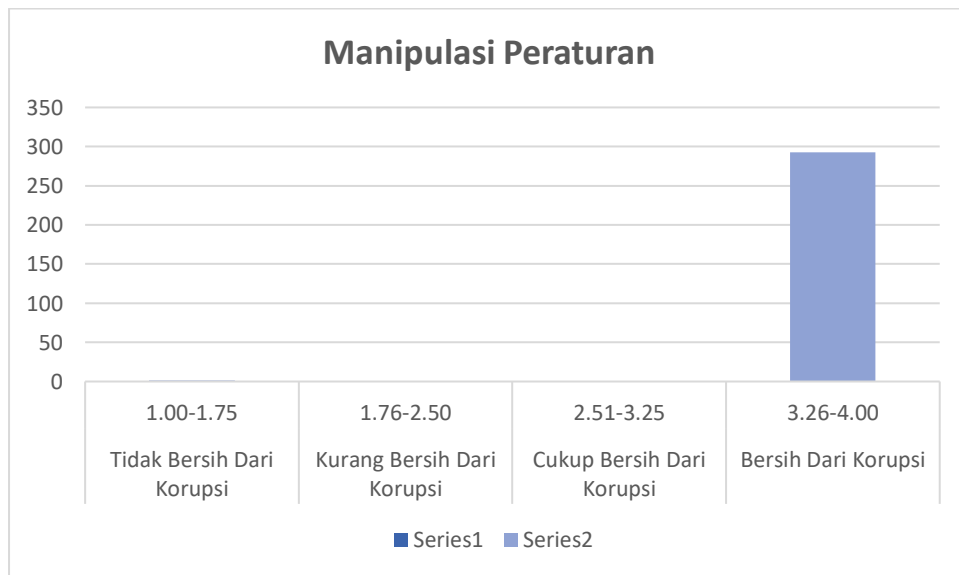 Manipulasi Peraturan
350
300
250
200
150
100
50
0
1.00-1.75
1.76-2.50
2.51-3.25
3.26-4.00
Tidak Bersih Dari
Korupsi
Kurang Bersih Dari
Korupsi
Cukup Bersih Dari
Korupsi
Bersih Dari Korupsi
Series1
Series2